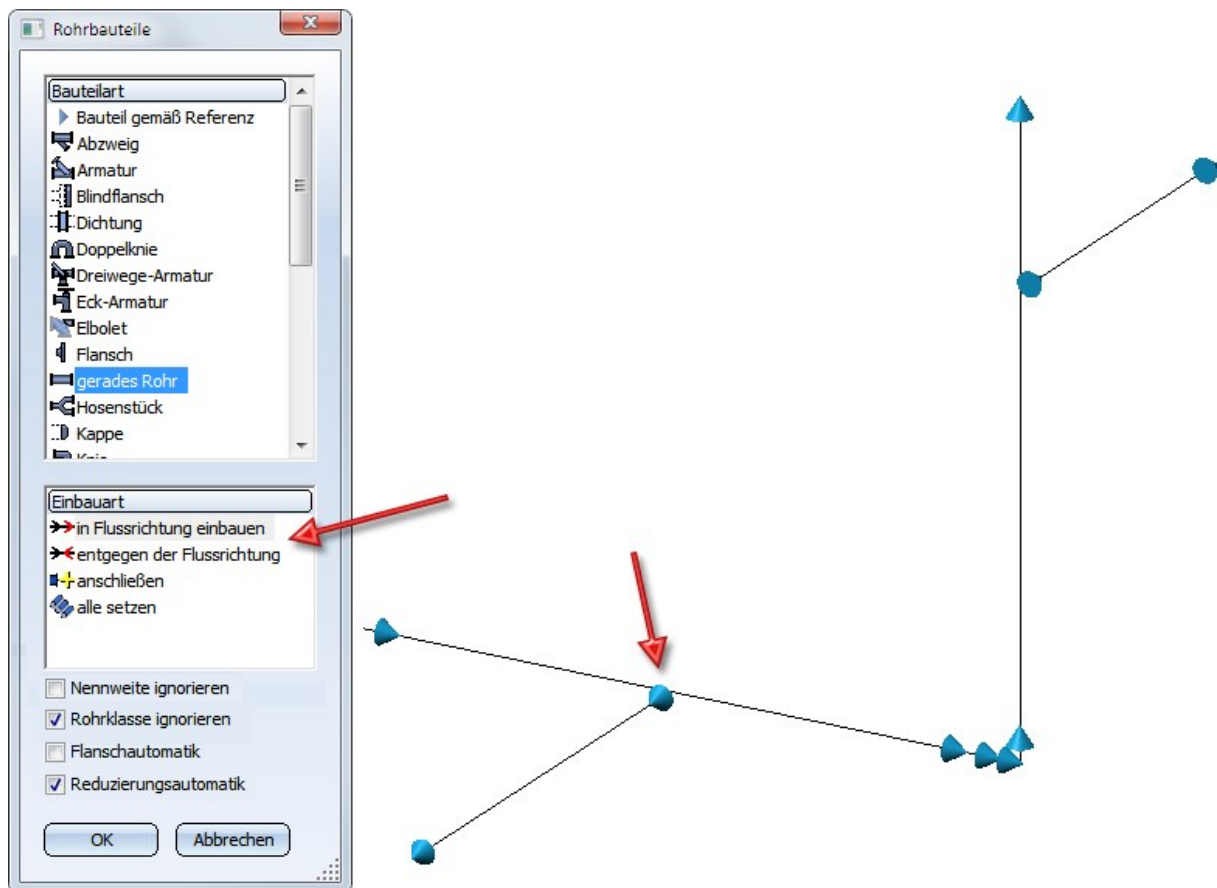 Rohrbauteile
Bauteilart
Bauteil gemäß Referenz
Abzweig
Armatur
Blindflansch
Dichtung
Doppelknie
Dreiwege-Armatur
Eck-Armatur
Elbolet
Flansch
gerades Rohr
Hosenstück
Kappe
Knie
Einbauart
in Flussrichtung einbauen
entgegen der Flussrichtung
anschließen
alle setzen
Nennweite ignorieren
Rohrklasse ignorieren
Flanschautomatik
Reduzierungsautomatik
OK
Abbrechen